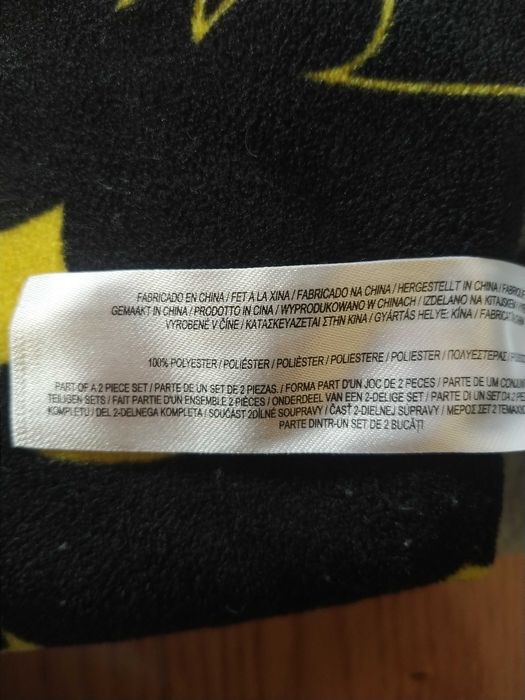 FABRICADO EN CHINA / FET A LA XINA / FABRICADO NA CHINA / HERGESTELLT IN CHINA /
GEMAAKT IN CHINA / PRODOTTO IN CINA / WYPRODUKOWANO W CHINACH / IZDELANO NA
VYROBENÉ V ČÍNE / ΚΑΤΑΣΚΕΥΑΖΕΤΑΙ ΣΤΗΝ ΚΙΝΑ / GYÁRTÁS HELYE: KÍNA /
100% POLYESTER / POLIÉSTER / POLIÈSTER / POLIESTERE / POLIESTER / ΠΟΛΥΕΣΤΕΡΑΣ /
PART OF A 2 PIECE SET / PARTE DE UN SET DE 2 PIEZAS. / FORMA PART D'UN JOC DE 2 PECES / PARTE DE UM
TEILIGEN SETS / FAIT PARTIE D'UN ENSEMBLE 2 PIÈCES / ONDERDEEL VAN EEN 2-DELIGE SET / PARTE DI UN SET DA 2
KOMPLETU / DEL 2-DELNEGA KOMPLETA / SOUČÁST 2DÍLNÉ SOUPRAVY / ČASŤ 2-DIELNEJ SUPRAVY / ΜΕΡΟΣ ΣΕΤ 2
PARTE DINTR-UN SET DE 2 BUCĂȚI